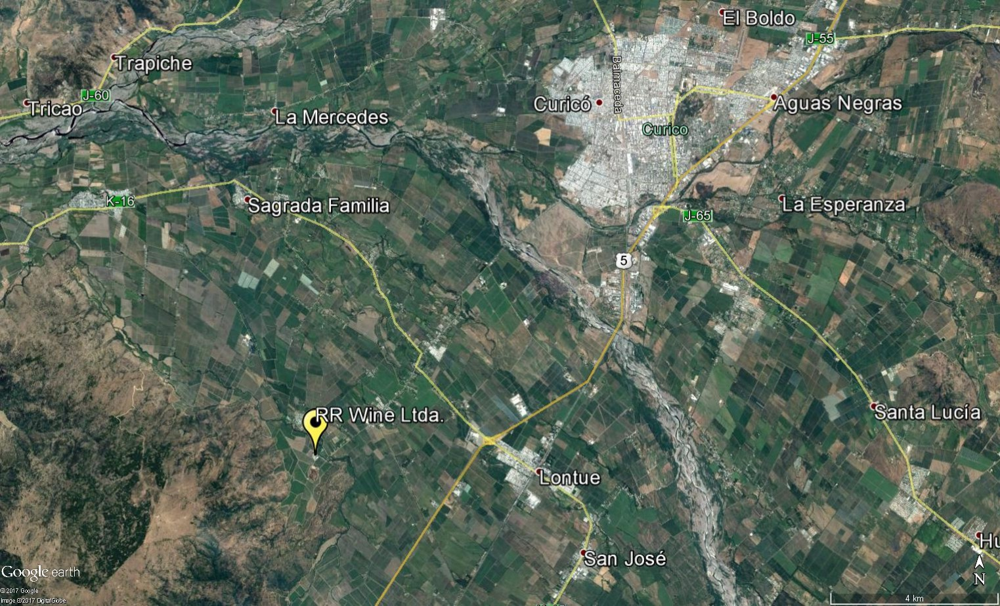 El Boldo
J-55
Trapiche
Balmaceda
J-60
Tricao
Curicó
Aguas Negras
La Mercedes
Curico
K-16
Sagrada Familia
La Esperanza
J-65
5
RR Wine Ltda.
Santa Lucía
Lontue
Hu
San José
Google earth
N
©2017 Google
Image ©2017 DigitalGlobe
4 km